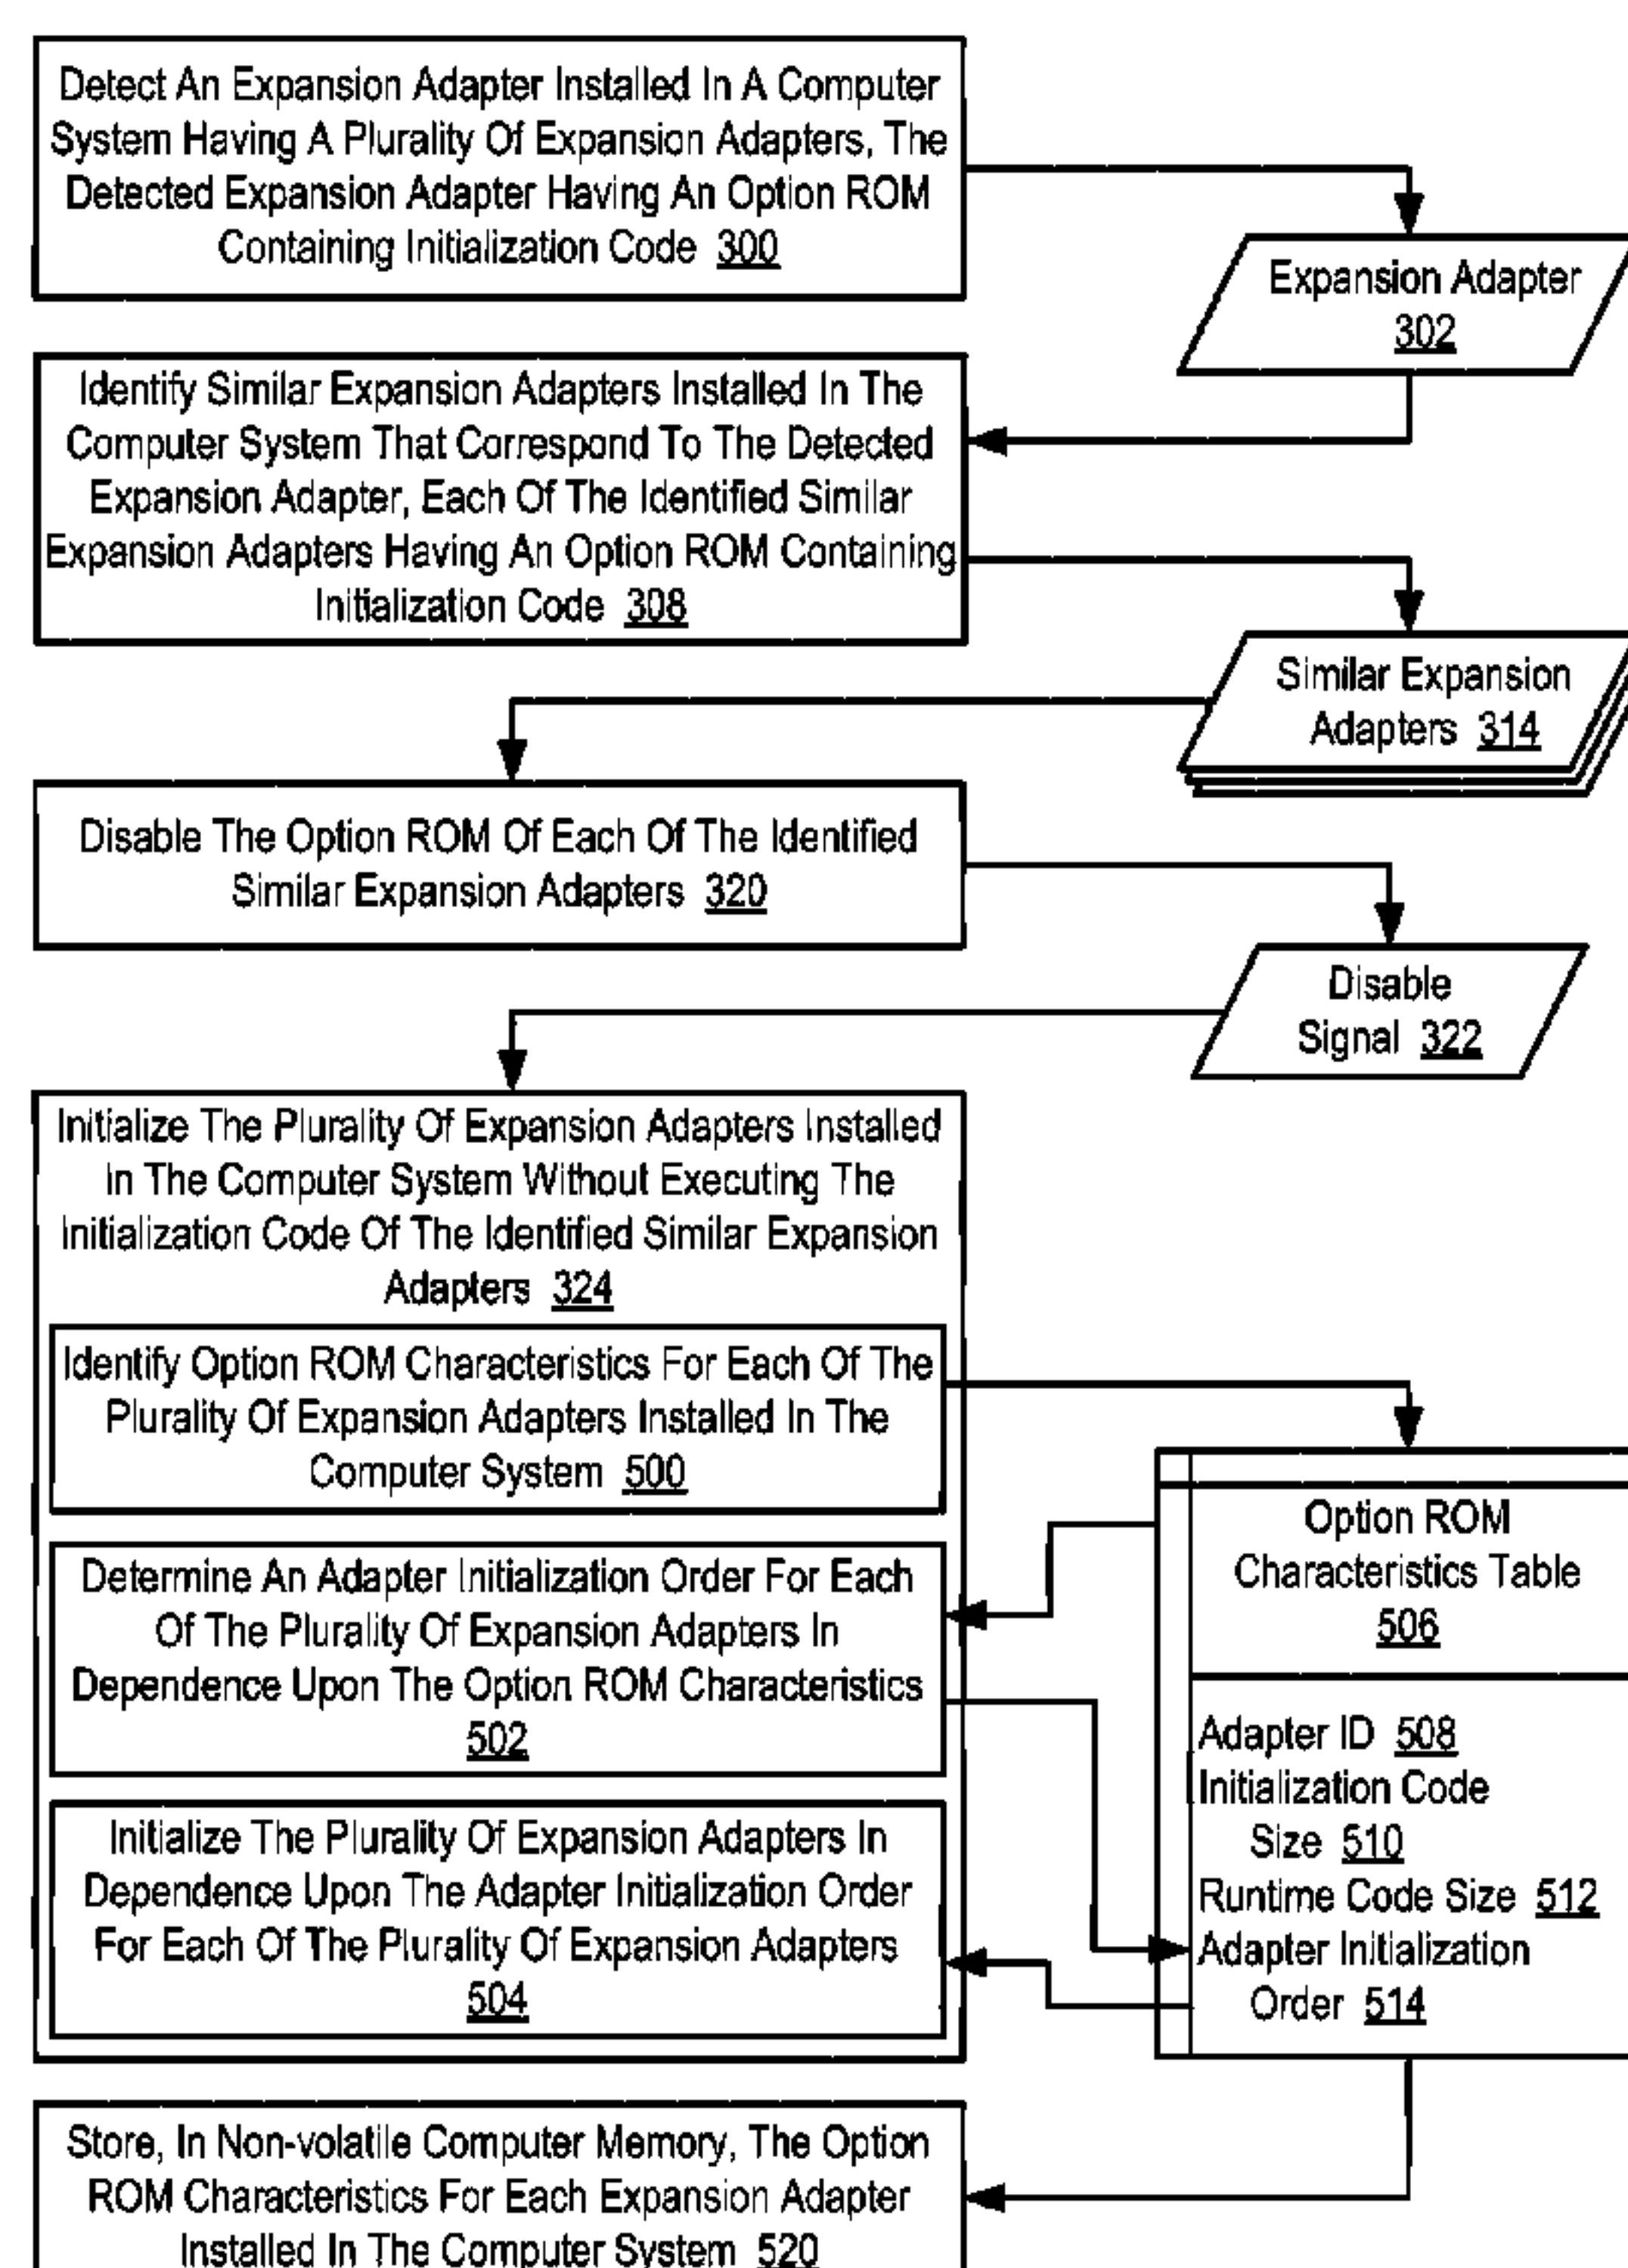 Detect An Expansion Adapter Installed In A Computer
System Having A Plurality Of Expansion Adapters, The
Detected Expansion Adapter Having An Option ROM
Containing Initialization Code 300
Expansion Adapter
302
Identify Similar Expansion Adapters Installed In The
Computer System That Correspond To The Detected
Expansion Adapter, Each Of The Identified Similar
Expansion Adapters Having An Option ROM Containing
Initialization Code 308
Similar Expansion
Adapters 314
Disable The Option ROM Of Each Of The Identified
Similar Expansion Adapters 320
Disable
Signal 322
Initialize The Plurality Of Expansion Adapters Installed
In The Computer System Without Executing The
Initialization Code Of The Identified Similar Expansion
Adapters 324
Identify Option ROM Characteristics For Each Of The
Plurality Of Expansion Adapters Installed In The
Computer System 500
Determine An Adapter Initialization Order For Each
Of The Plurality Of Expansion Adapters In
Dependence Upon The Option ROM Characteristics
502
Initialize The Plurality Of Expansion Adapters In
Dependence Upon The Adapter Initialization Order
For Each Of The Plurality Of Expansion Adapters
504
Option ROM
Characteristics Table
506
Adapter ID 508
Initialization Code
Size 510
Runtime Code Size 512
Adapter Initialization
Order 514
Store, In Non-volatile Computer Memory, The Option
ROM Characteristics For Each Expansion Adapter
Installed In The Computer System 520